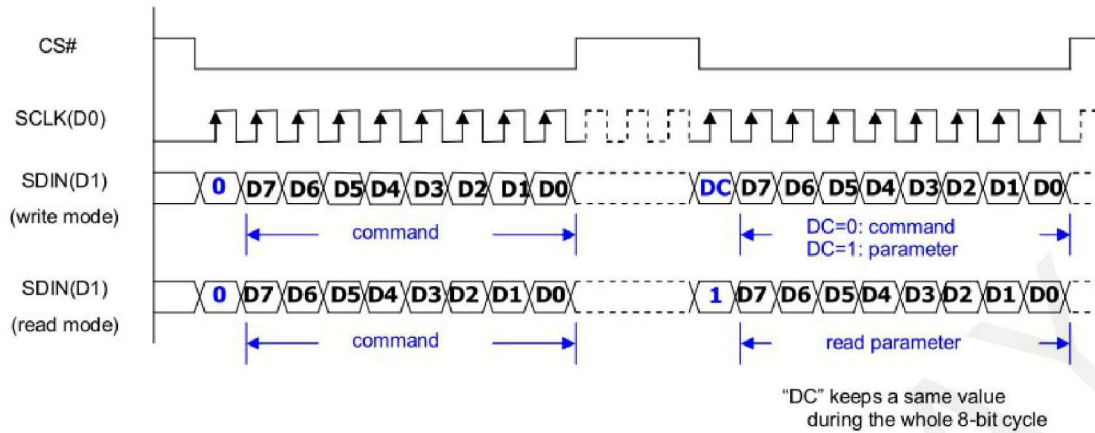 CS#
SCLK(D0)
SDIN(D1) 0 D7 D6 D5 D4 D3 D2 D1 D0 DC D7 D6 D5 D4 D3 D2 D1 D0
(write mode) command DC=0: command
DC=1: parameter
SDIN(D1) 0 D7 D6 D5 D4 D3 D2 D1 D0 1 D7 D6 D5 D4 D3 D2 D1 D0
(read mode) command read parameter
“DC” keeps a same value
during the whole 8-bit cycle